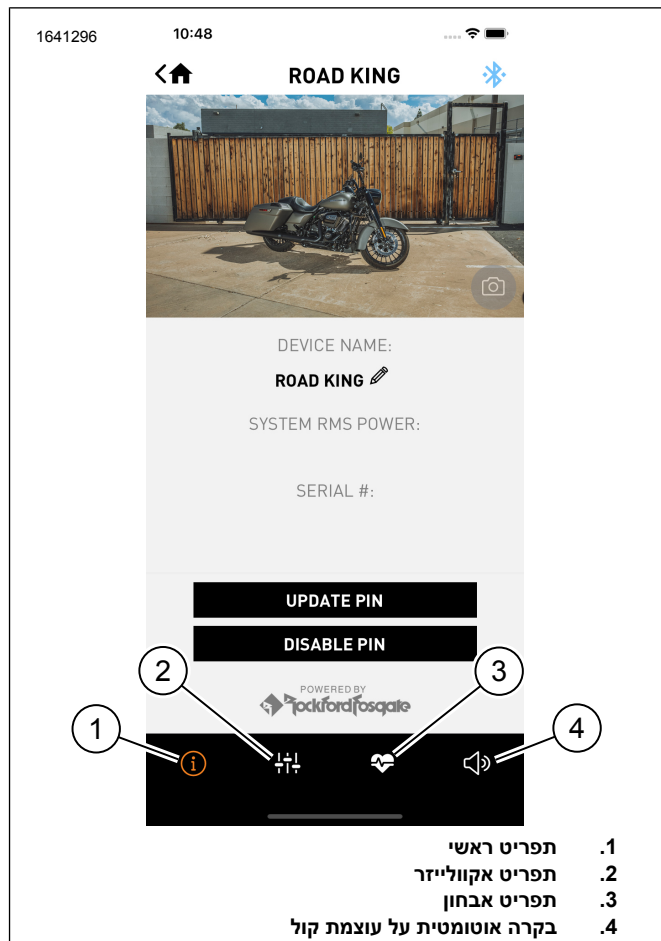 1641296
10:48
ROAD KING
DEVICE NAME:
ROAD KING
SYSTEM RMS POWER:
SERIAL #:
UPDATE PIN
DISABLE PIN
POWERED BY
Rockford Fosgate
1
2
3
4
1. תפריט ראשי
2. תפריט אקוולייזר
3. תפריט אבחון
4. בקרה אוטומטית על עוצמת קול